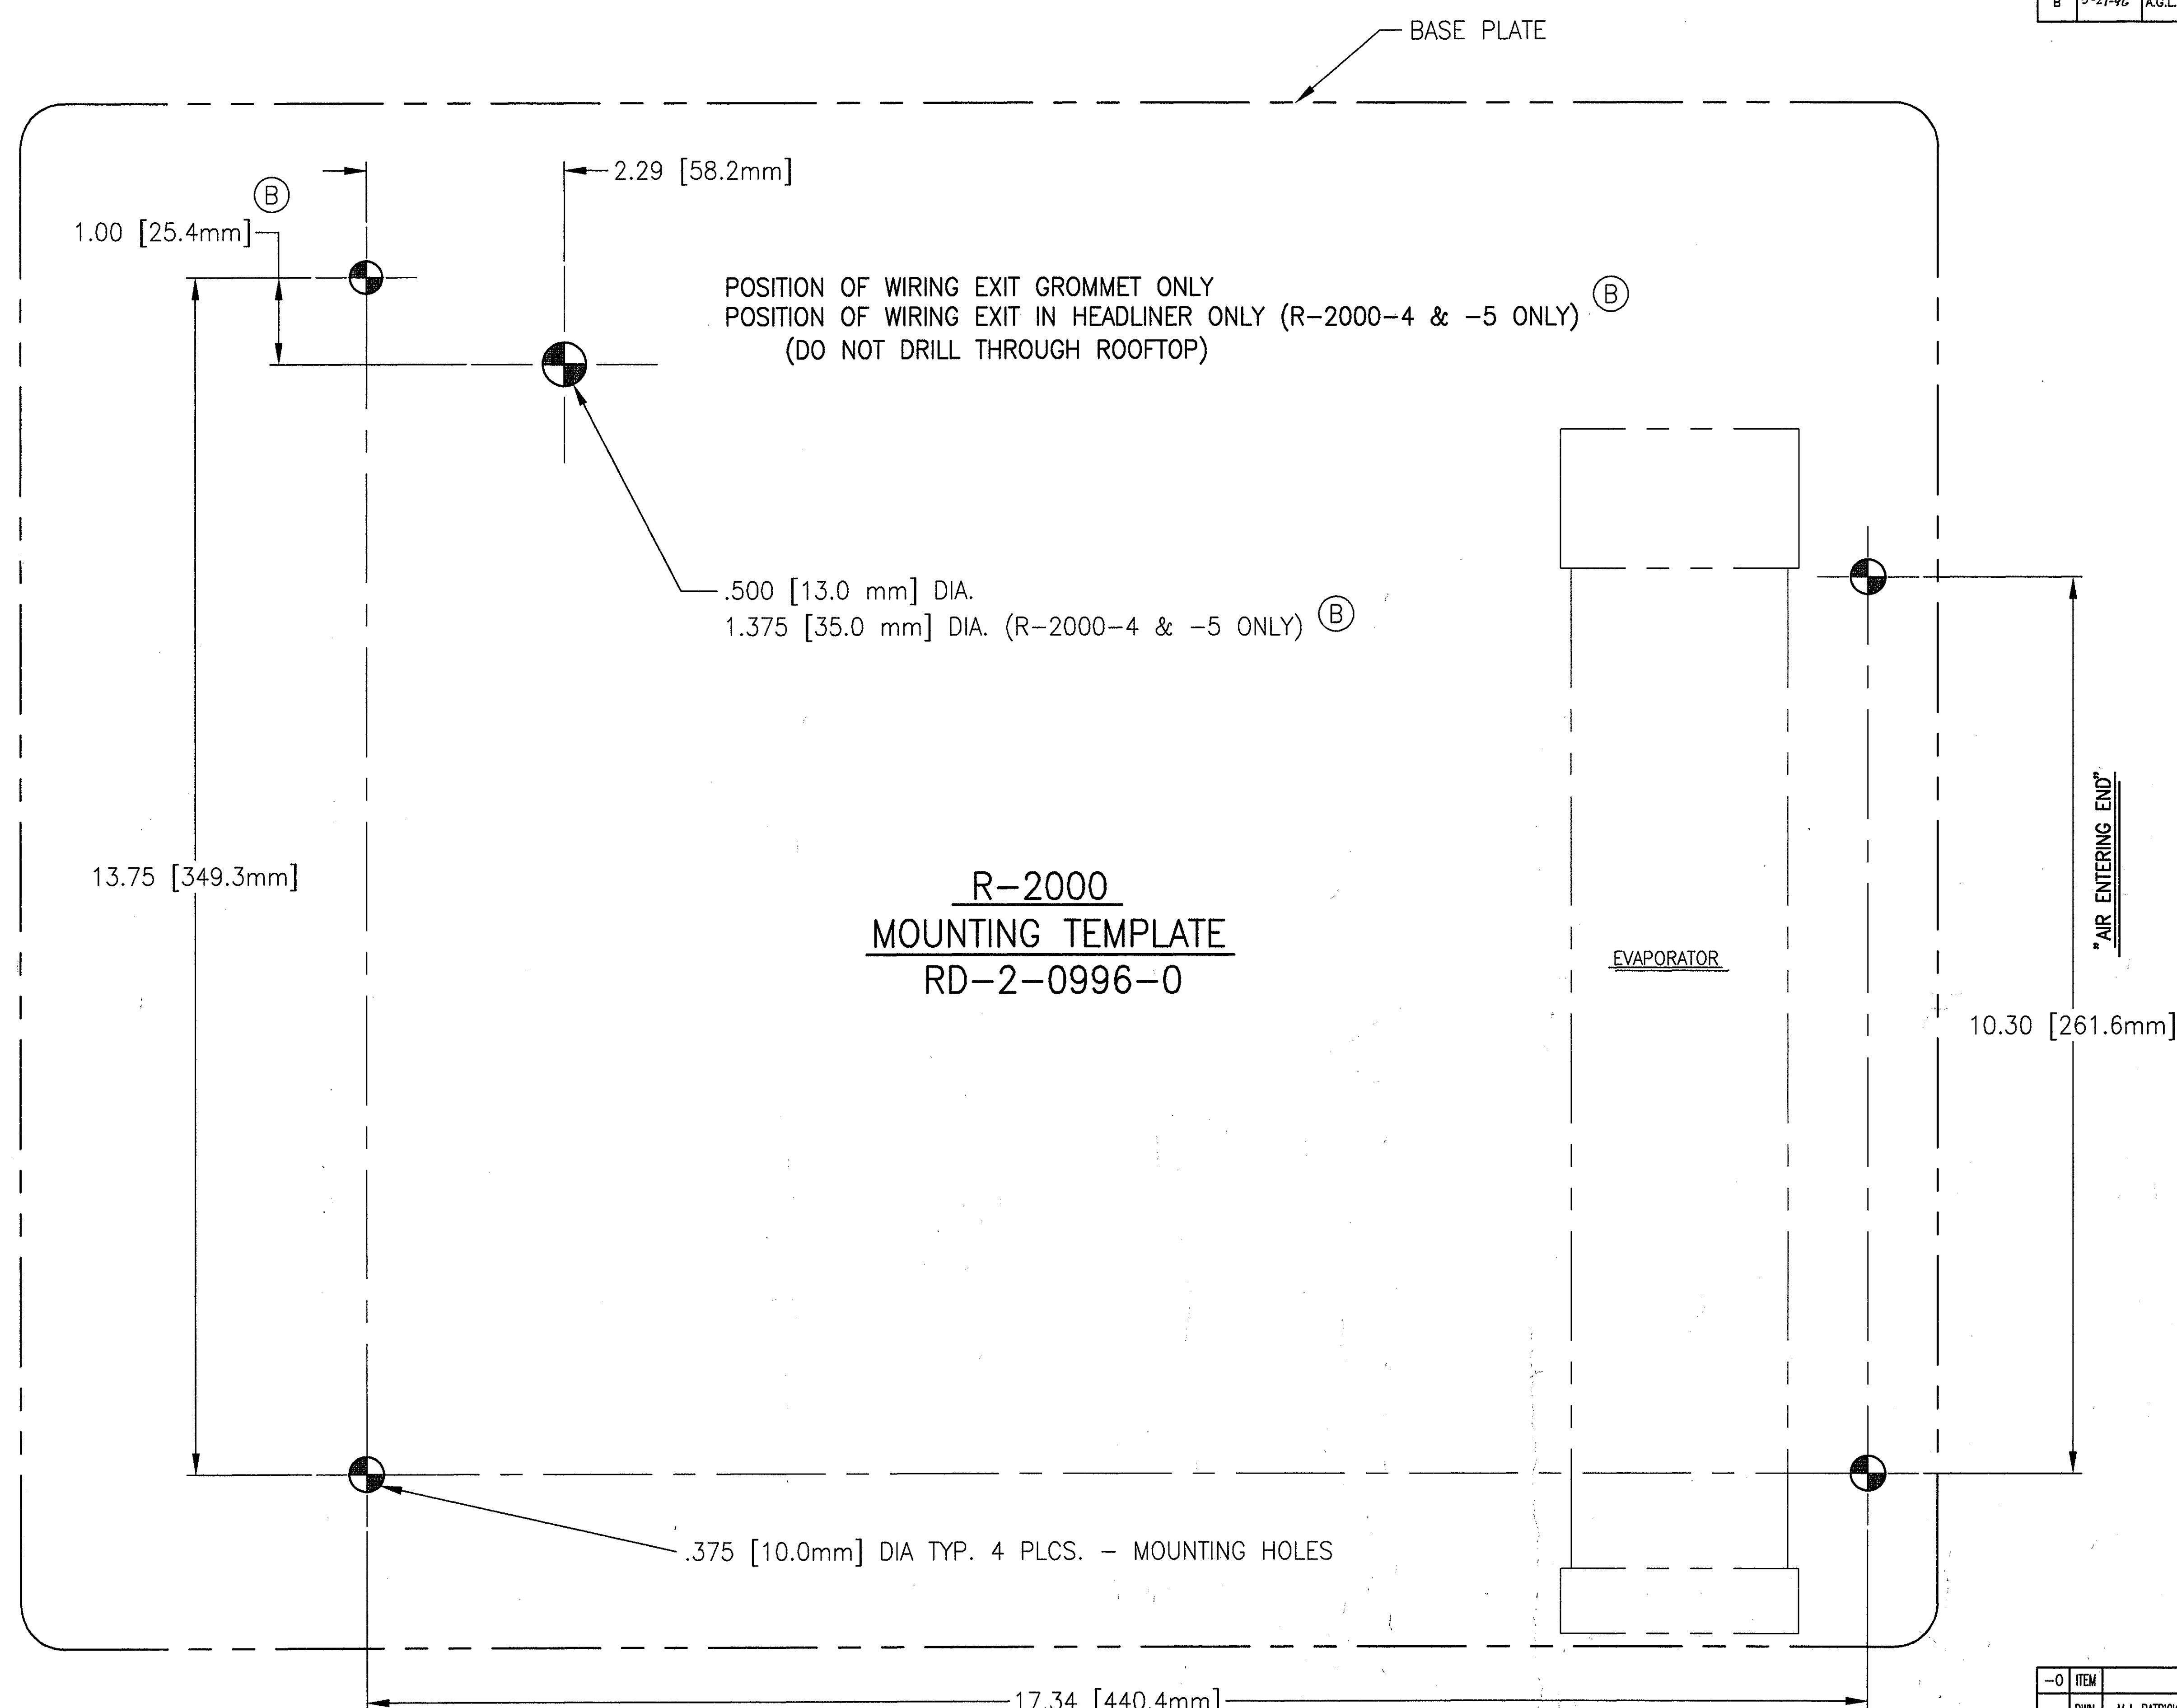 B 5-21-96 A.G.L.
BASE PLATE
2.29 [58.2mm]
B
1.00 [25.4mm]
POSITION OF WIRING EXIT GROMMET ONLY
POSITION OF WIRING EXIT IN HEADLINER ONLY (R-2000-4 & -5 ONLY) B
(DO NOT DRILL THROUGH ROOFTOP)
.500 [13.0 mm] DIA.
1.375 [35.0 mm] DIA. (R-2000-4 & -5 ONLY) B
13.75 [349.3mm]
R-2000
MOUNTING TEMPLATE
RD-2-0996-0
EVAPORATOR
"AIR ENTERING END"
10.30 [261.6mm]
.375 [10.0mm] DIA TYP. 4 PLCS. - MOUNTING HOLES
17.34 [440.4mm]
-0 ITEM